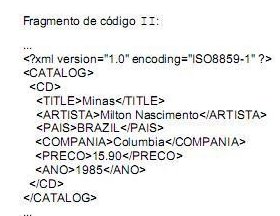 Fragmento de código II:
...
<?xml version="1.0" encoding="ISO8859-1" ?>
<CATALOG>
<CD>
<TITLE>Minas</TITLE>
<ARTISTA>Milton Nascimento</ARTISTA>
<PAIS>BRAZIL</PAIS>
<COMPANIA>Columbia</COMPANIA>
<PRECO>15.90</PRECO>
<ANO>1985</ANO>
</CD>
</CATALOG>
...